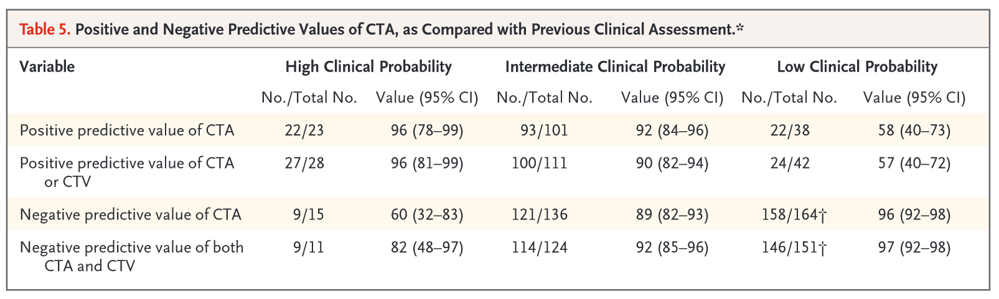 Table 5. Positive and Negative Predictive Values of CTA, as Compared with Previous Clinical Assessment.*
Variable High Clinical Probability Intermediate Clinical Probability Low Clinical Probability
No./Total No. Value (95% CI) No./Total No. Value (95% CI) No./Total No. Value (95% CI)
Positive predictive value of CTA 22/23 96 (78–99) 93/101 92 (84–96) 22/38 58 (40–73)
Positive predictive value of CTA 27/28 96 (81–99) 100/111 90 (82–94) 24/42 57 (40–72)
or CTV
Negative predictive value of CTA 9/15 60 (32–83) 121/136 89 (82–93) 158/164† 96 (92–98)
Negative predictive value of both 9/11 82 (48–97) 114/124 92 (85–96) 146/151† 97 (92–98)
CTA and CTV